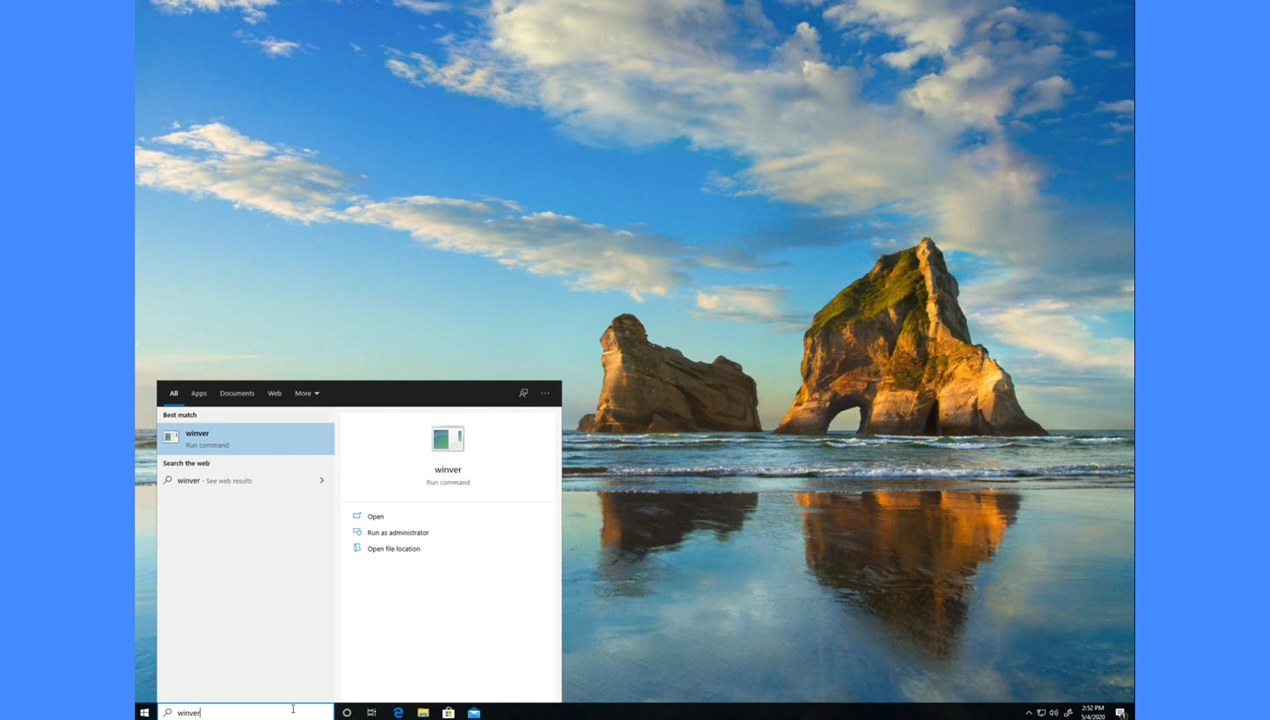 All Apps Documents Web More
Best match
winver
Run command
Search the web
winver - See web results
winver
Run command
Open
Run as administrator
Open file location
winver
2:52 PM
5/4/2020